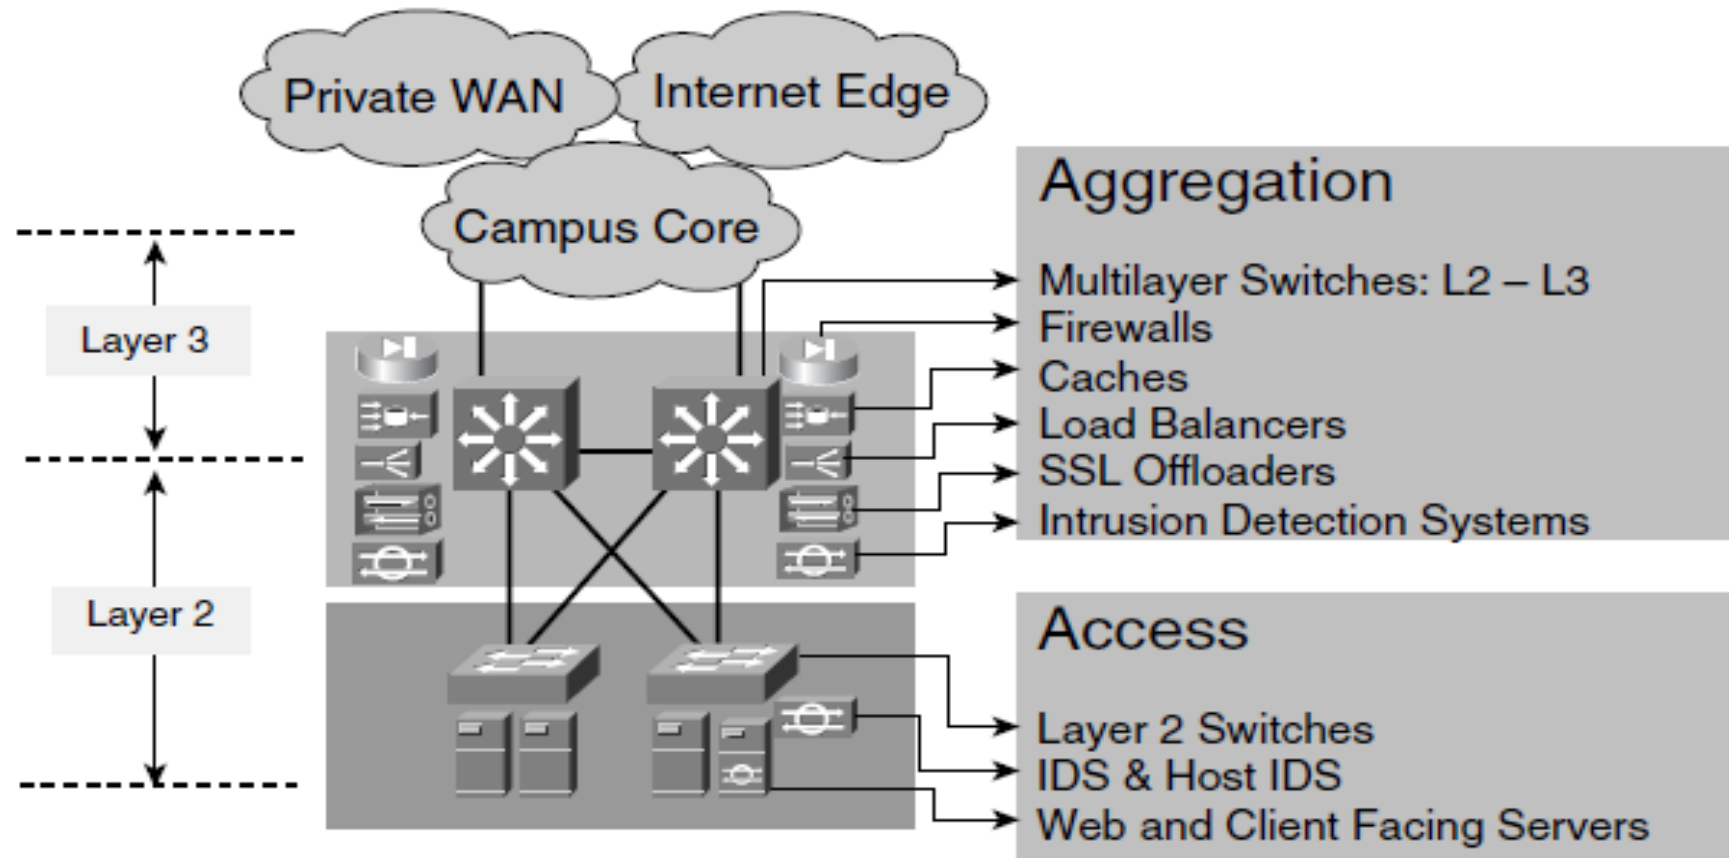 Private WAN
Internet Edge
Campus Core
Layer 3
Layer 2
Aggregation
Multilayer Switches: L2 – L3
Firewalls
Caches
Load Balancers
SSL Offloaders
Intrusion Detection Systems
Access
Layer 2 Switches
IDS & Host IDS
Web and Client Facing Servers